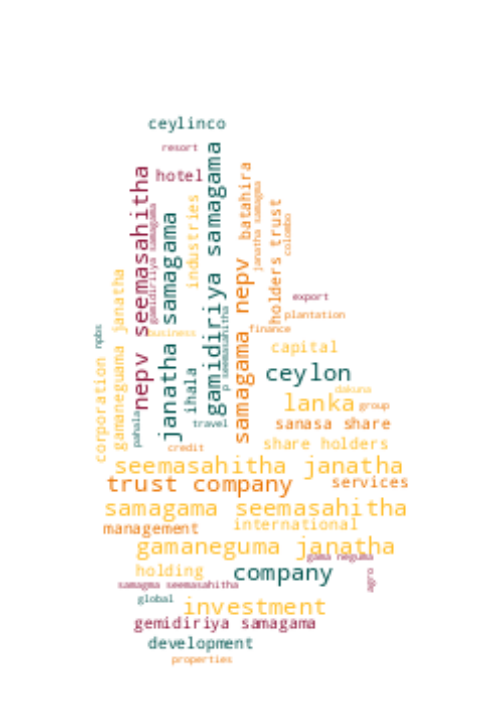 ceylinco
resort
hotel
nepv seemasahitha
gamidiriya samagama
janatha samagama
industries
gamidiriya samagama
samagama nepv batahira
janatha samagama
holders trust
colombo
export
plantation
finance
business
capital
ceylon
dakuna
lanka
group
sanasa share
share holders
npbs
corporation
gamaneguma janatha
pahala
ihala
p seemasahitha
travel
credit
seemasahitha janatha
trust company
services
samagama seemasahitha
international
management
gamaneguma janatha
gama neguma
holding
company
agro
samagma seemasahitha
global
investment
gemidiriya samagama
development
properties